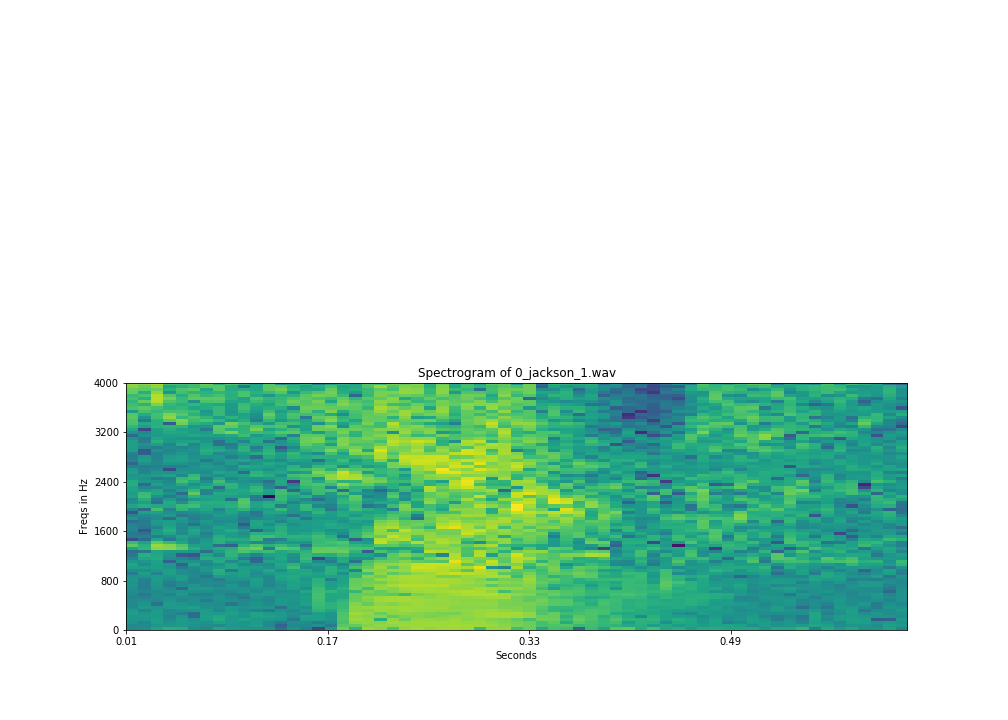 Spectrogram of 0_jackson_1.wav
4000
3200
2400
1600
800
0
Freqs in Hz
0.01 0.17 0.33 0.49
Seconds